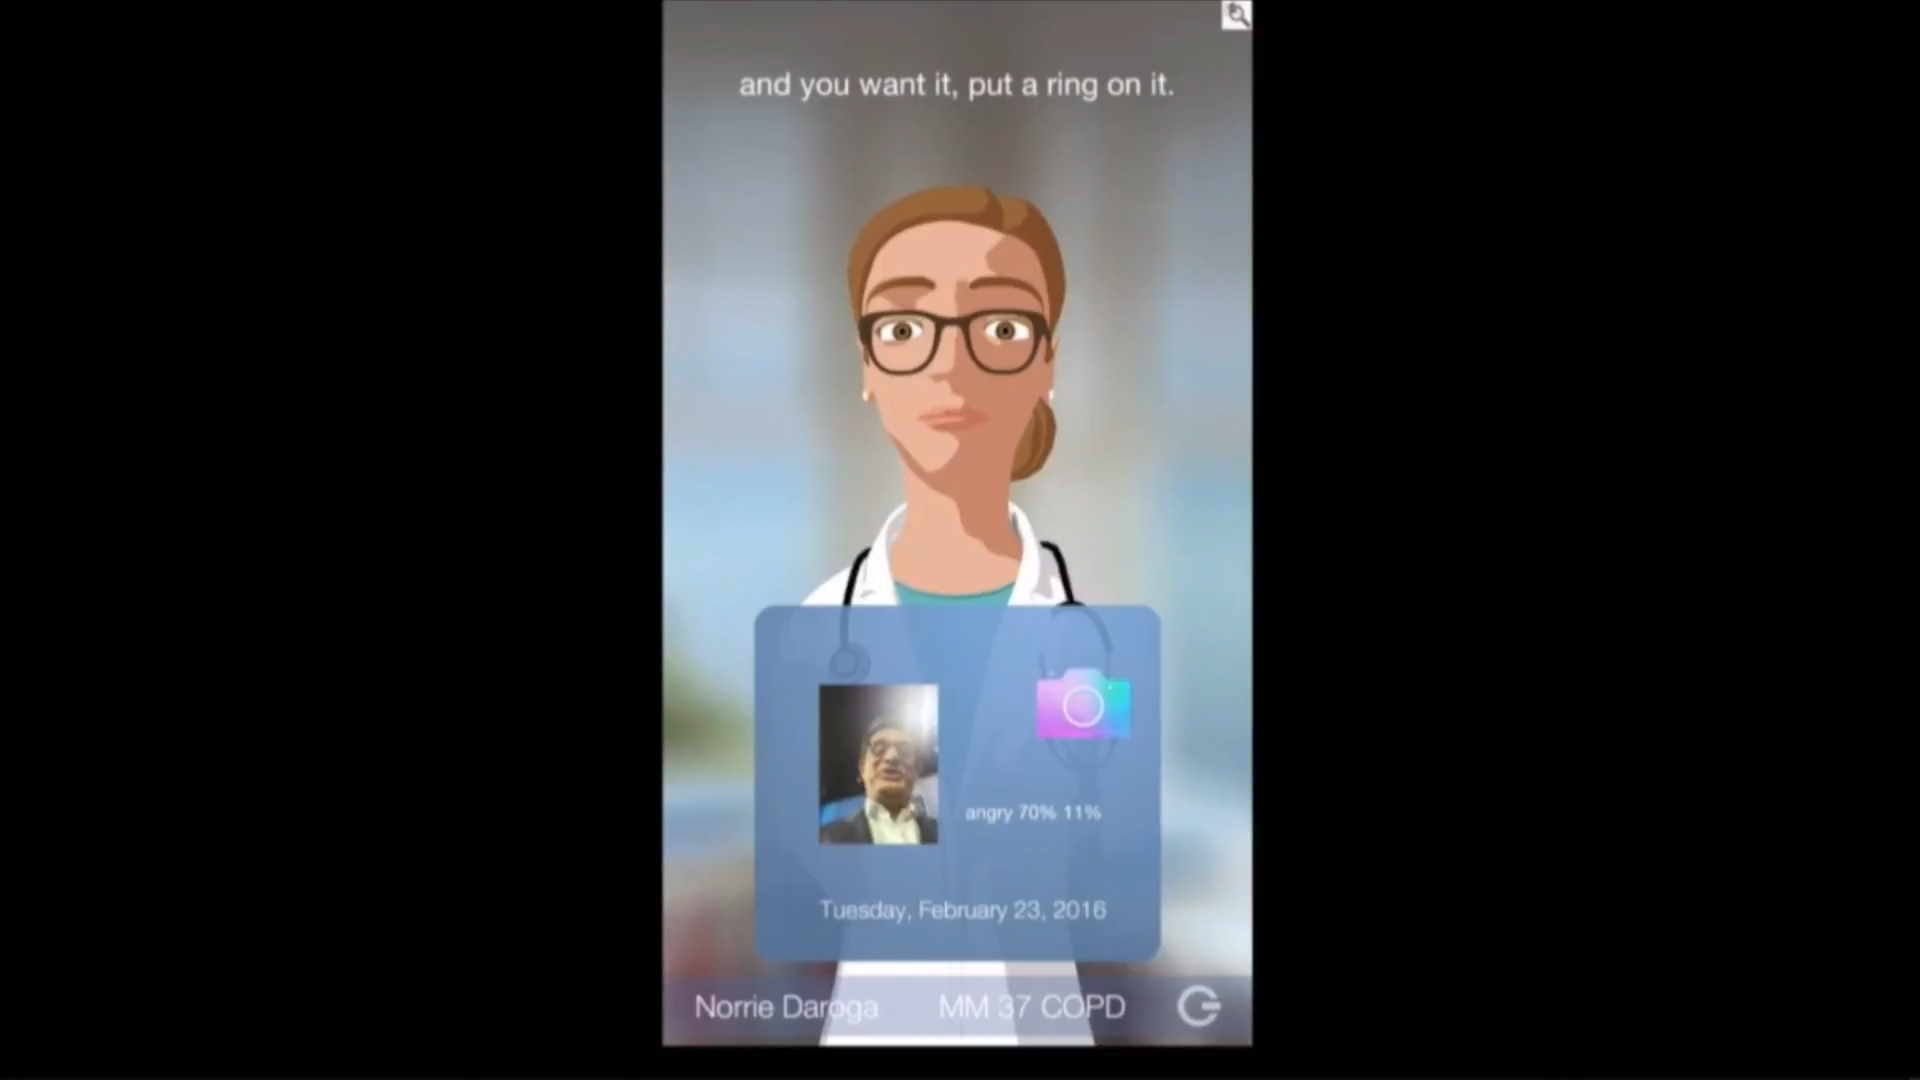 and you want it, put a ring on it.
angry 70% 11%
Tuesday, February 23, 2016
Norrie Daroga MM 37 COPD